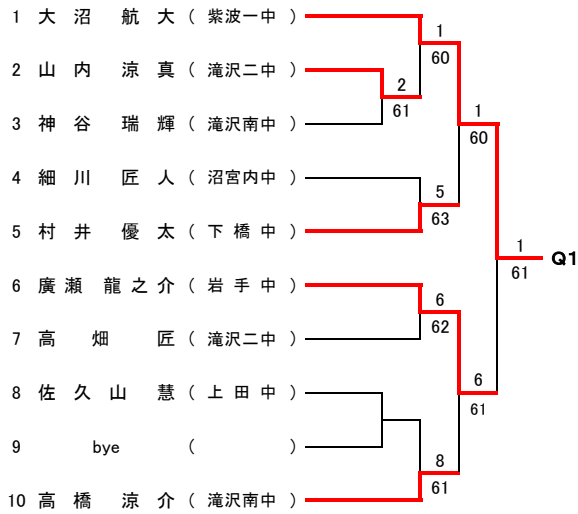 1 大沼 航大 ( 紫波一中 )
1
60
2 山内 涼真 ( 滝沢二中 )
2
61
3 神谷 瑞輝 ( 滝沢南中 )
1
60
4 細川 匠人 ( 沼宮内中 )
5
63
5 村井 優太 ( 下橋中 )
1
61
Q1
6 廣瀬 龍之介 ( 岩手中 )
6
62
7 高畑 匠 ( 滝沢二中 )
8 佐久山 慧 ( 上田中 )
6
61
9 bye ( )
8
61
10 高橋 涼介 ( 滝沢南中 )